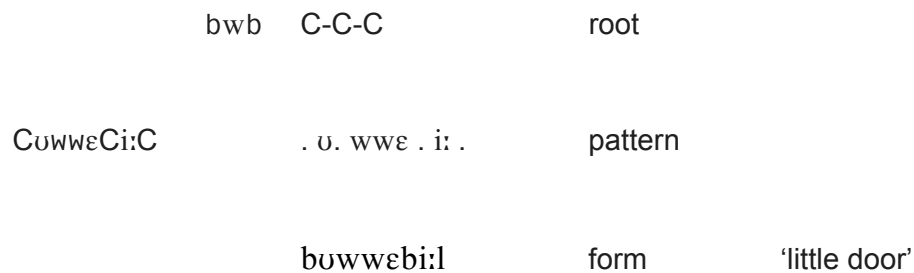 bwb C-C-C root
CʊwwɛCiːC . ʊ. wwɛ . iː . pattern
bʊwwɛbiːl form ‘little door’